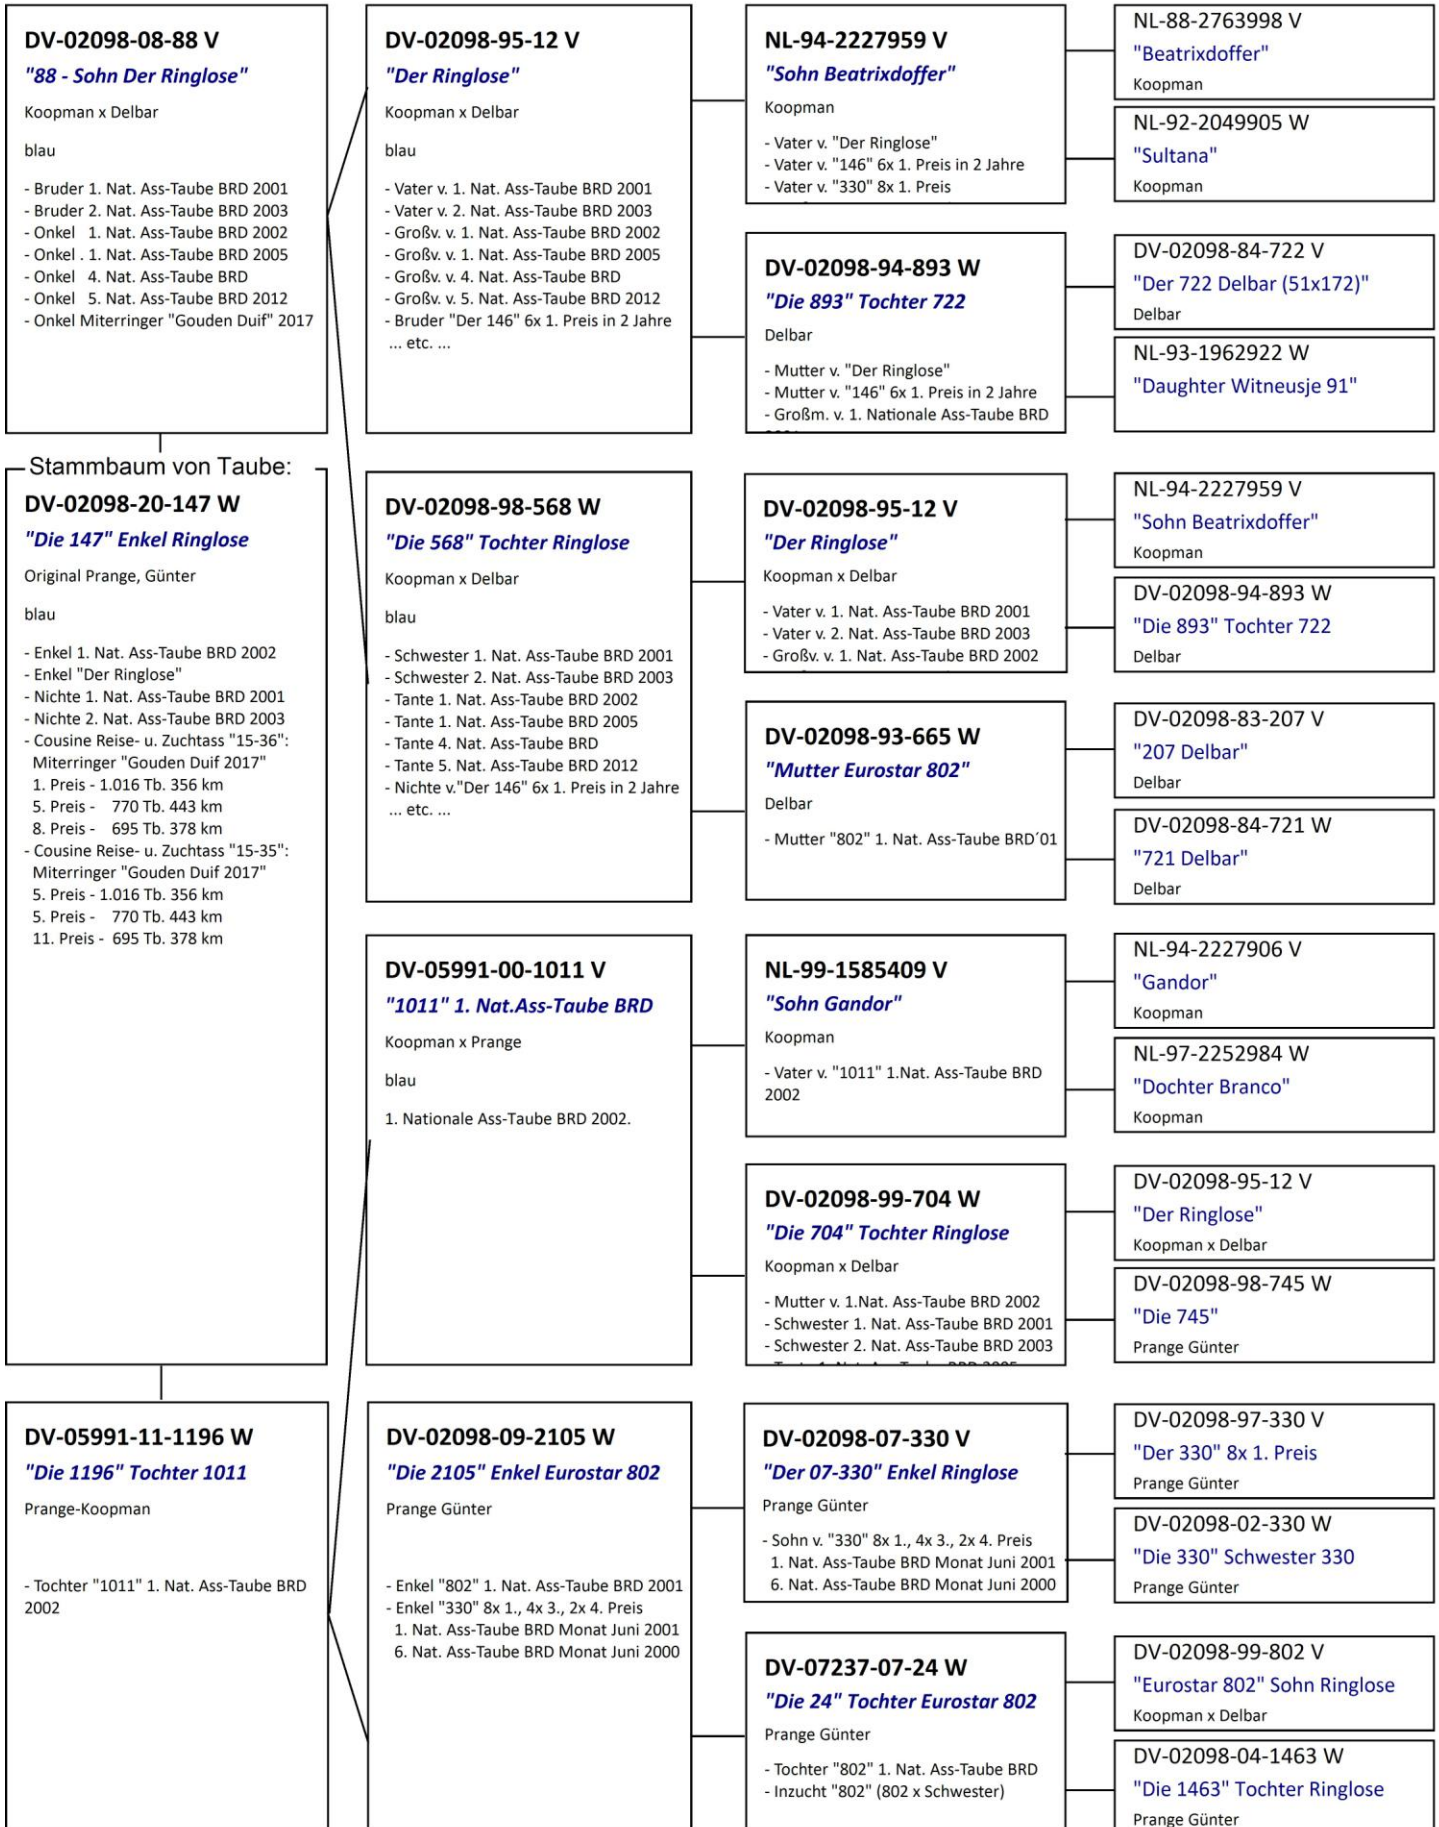 DV-02098-08-88 V
"88 - Sohn Der Ringlose"
Koopman x Delbar
blau
- Bruder 1. Nat. Ass-Taube BRD 2001
- Bruder 2. Nat. Ass-Taube BRD 2003
- Onkel 1. Nat. Ass-Taube BRD 2002
- Onkel . 1. Nat. Ass-Taube BRD 2005
- Onkel 4. Nat. Ass-Taube BRD
- Onkel 5. Nat. Ass-Taube BRD 2012
- Onkel Miterringer "Gouden Duif" 2017
Stammbaum von Taube:
DV-02098-20-147 W
"Die 147" Enkel Ringlose
Original Prange, Günter
blau
- Enkel 1. Nat. Ass-Taube BRD 2002
- Enkel "Der Ringlose"
- Nichte 1. Nat. Ass-Taube BRD 2001
- Nichte 2. Nat. Ass-Taube BRD 2003
- Cousine Reise- u. Zuchtass "15-36":
Miterringer "Gouden Duif 2017"
1. Preis - 1.016 Tb. 356 km
5. Preis - 770 Tb. 443 km
8. Preis - 695 Tb. 378 km
- Cousine Reise- u. Zuchtass "15-35":
Miterringer "Gouden Duif 2017"
5. Preis - 1.016 Tb. 356 km
5. Preis - 770 Tb. 443 km
11. Preis - 695 Tb. 378 km
DV-05991-11-1196 W
"Die 1196" Tochter 1011
Prange-Koopman
- Tochter "1011" 1. Nat. Ass-Taube BRD
2002
DV-02098-95-12 V
"Der Ringlose"
Koopman x Delbar
blau
- Vater v. 1. Nat. Ass-Taube BRD 2001
- Vater v. 2. Nat. Ass-Taube BRD 2003
- Großv. v. 1. Nat. Ass-Taube BRD 2002
- Großv. v. 1. Nat. Ass-Taube BRD 2005
- Großv. v. 4. Nat. Ass-Taube BRD
- Großv. v. 5. Nat. Ass-Taube BRD 2012
- Bruder "Der 146" 6x 1. Preis in 2 Jahre
... etc. ...
DV-02098-98-568 W
"Die 568" Tochter Ringlose
Koopman x Delbar
blau
- Schwester 1. Nat. Ass-Taube BRD 2001
- Schwester 2. Nat. Ass-Taube BRD 2003
- Tante 1. Nat. Ass-Taube BRD 2002
- Tante 1. Nat. Ass-Taube BRD 2005
- Tante 4. Nat. Ass-Taube BRD
- Tante 5. Nat. Ass-Taube BRD 2012
- Nichte v."Der 146" 6x 1. Preis in 2 Jahre
... etc. ...
DV-05991-00-1011 V
"1011" 1. Nat.Ass-Taube BRD
Koopman x Prange
blau
1. Nationale Ass-Taube BRD 2002.
DV-02098-09-2105 W
"Die 2105" Enkel Eurostar 802
Prange Günter
- Enkel "802" 1. Nat. Ass-Taube BRD 2001
- Enkel "330" 8x 1., 4x 3., 2x 4. Preis
1. Nat. Ass-Taube BRD Monat Juni 2001
6. Nat. Ass-Taube BRD Monat Juni 2000
NL-94-2227959 V
"Sohn Beatrixdoffer"
Koopman
- Vater v. "Der Ringlose"
- Vater v. "146" 6x 1. Preis in 2 Jahre
- Vater v. "330" 8x 1. Preis
DV-02098-94-893 W
"Die 893" Tochter 722
Delbar
- Mutter v. "Der Ringlose"
- Mutter v. "146" 6x 1. Preis in 2 Jahre
- Großm. v. 1. Nationale Ass-Taube BRD
DV-02098-95-12 V
"Der Ringlose"
Koopman x Delbar
- Vater v. 1. Nat. Ass-Taube BRD 2001
- Vater v. 2. Nat. Ass-Taube BRD 2003
- Großv. v. 1. Nat. Ass-Taube BRD 2002
DV-02098-93-665 W
"Mutter Eurostar 802"
Delbar
- Mutter "802" 1. Nat. Ass-Taube BRD´01
NL-99-1585409 V
"Sohn Gandor"
Koopman
- Vater v. "1011" 1.Nat. Ass-Taube BRD
2002
DV-02098-99-704 W
"Die 704" Tochter Ringlose
Koopman x Delbar
- Mutter v. 1.Nat. Ass-Taube BRD 2002
- Schwester 1. Nat. Ass-Taube BRD 2001
- Schwester 2. Nat. Ass-Taube BRD 2003
DV-02098-07-330 V
"Der 07-330" Enkel Ringlose
Prange Günter
- Sohn v. "330" 8x 1., 4x 3., 2x 4. Preis
1. Nat. Ass-Taube BRD Monat Juni 2001
6. Nat. Ass-Taube BRD Monat Juni 2000
DV-07237-07-24 W
"Die 24" Tochter Eurostar 802
Prange Günter
- Tochter "802" 1. Nat. Ass-Taube BRD
- Inzucht "802" (802 x Schwester)
NL-88-2763998 V
"Beatrixdoffer"
Koopman
NL-92-2049905 W
"Sultana"
Koopman
DV-02098-84-722 V
"Der 722 Delbar (51x172)"
Delbar
NL-93-1962922 W
"Daughter Witneusje 91"
NL-94-2227959 V
"Sohn Beatrixdoffer"
Koopman
DV-02098-94-893 W
"Die 893" Tochter 722
Delbar
DV-02098-83-207 V
"207 Delbar"
Delbar
DV-02098-84-721 W
"721 Delbar"
Delbar
NL-94-2227906 V
"Gandor"
Koopman
NL-97-2252984 W
"Dochter Branco"
Koopman
DV-02098-95-12 V
"Der Ringlose"
Koopman x Delbar
DV-02098-98-745 W
"Die 745"
Prange Günter
DV-02098-97-330 V
"Der 330" 8x 1. Preis
Prange Günter
DV-02098-02-330 W
"Die 330" Schwester 330
Prange Günter
DV-02098-99-802 V
"Eurostar 802" Sohn Ringlose
Koopman x Delbar
DV-02098-04-1463 W
"Die 1463" Tochter Ringlose
Prange Günter